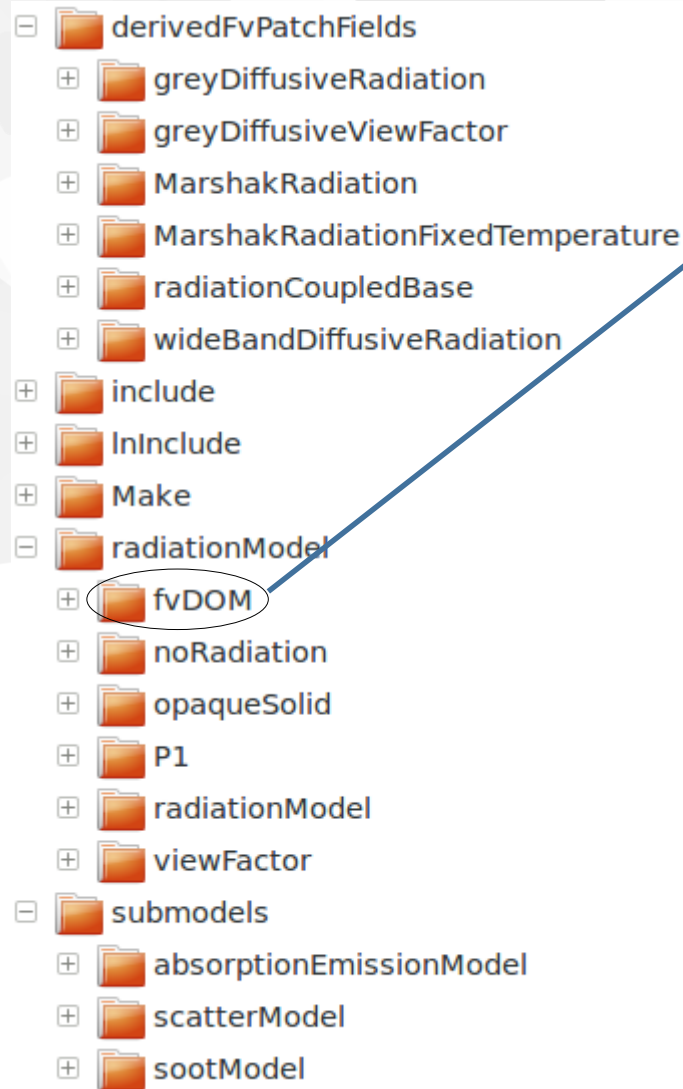 derivedFvPatchFields
greyDiffusiveRadiation
greyDiffusiveViewFactor
MarshakRadiation
MarshakRadiationFixedTemperature
radiationCoupledBase
wideBandDiffusiveRadiation
include
lnInclude
Make
radiationModel
fvDOM
noRadiation
opaqueSolid
P1
radiationModel
viewFactor
submodels
absorptionEmissionModel
scatterModel
sootModel